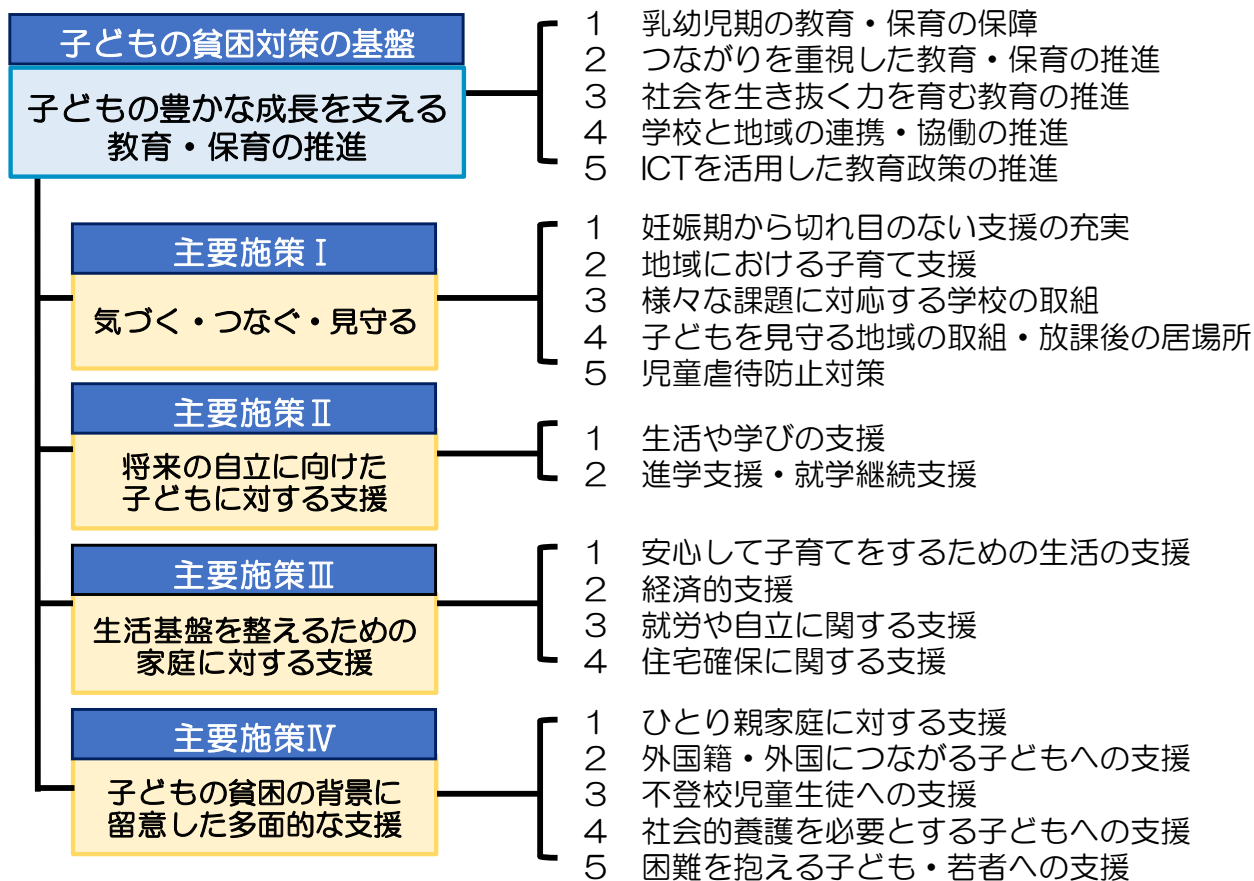 子どもの貧困対策の基盤
子どもの豊かな成長を支える
教育・保育の推進
1 乳幼児期の教育・保育の保障
2 つながりを重視した教育・保育の推進
3 社会を生き抜く力を育む教育の推進
4 学校と地域の連携・協働の推進
5 ICTを活用した教育政策の推進
主要施策Ⅰ
気づく・つなぐ・見守る
1 妊娠期から切れ目のない支援の充実
2 地域における子育て支援
3 様々な課題に対応する学校の取組
4 子どもを見守る地域の取組・放課後の居場所
5 児童虐待防止対策
主要施策Ⅱ
将来の自立に向けた
子どもに対する支援
1 生活や学びの支援
2 進学支援・就学継続支援
主要施策Ⅲ
生活基盤を整えるための
家庭に対する支援
1 安心して子育てをするための生活の支援
2 経済的支援
3 就労や自立に関する支援
4 住宅確保に関する支援
主要施策Ⅳ
子どもの貧困の背景に
留意した多面的な支援
1 ひとり親家庭に対する支援
2 外国籍・外国につながる子どもへの支援
3 不登校児童生徒への支援
4 社会的養護を必要とする子どもへの支援
5 困難を抱える子ども・若者への支援